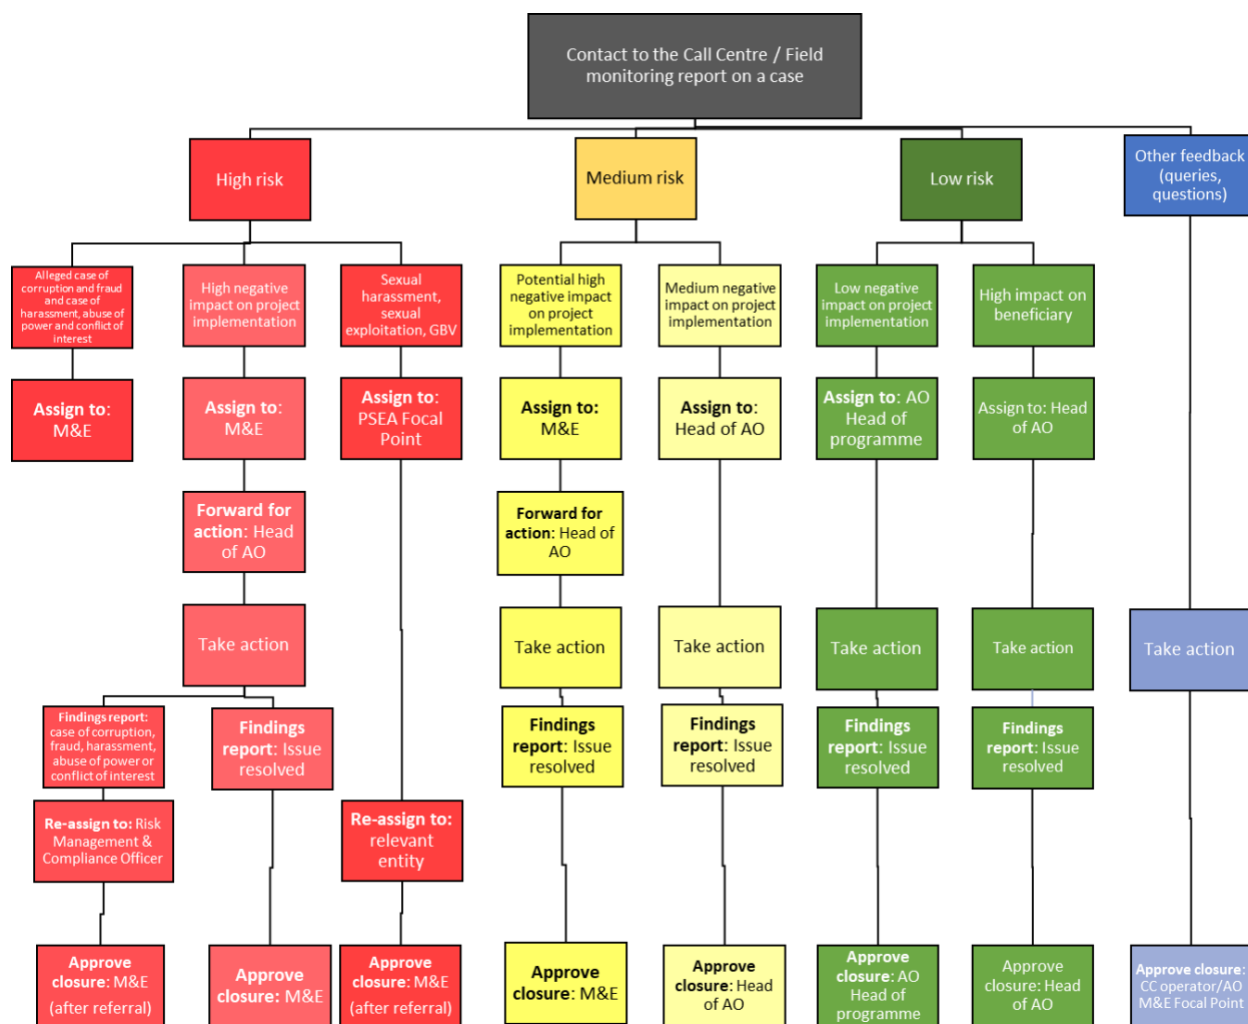 Contact to the Call Centre / Field
monitoring report on a case
High risk
Medium risk
Low risk
Other feedback
(queries,
questions)
Alleged case of
corruption and fraud
and case of
harassment, abuse of
power and conflict of
interest
High negative
impact on project
implementation
Sexual
harassment,
sexual
exploitation, GBV
Potential high
negative impact
on project
implementation
Medium negative
impact on project
implementation
Low negative
impact on project
implementation
High impact on
beneficiary
Assign to:
M&E
Assign to:
M&E
Assign to:
PSEA Focal
Point
Assign to:
M&E
Assign to:
Head of AO
Assign to: AO
Head of
programme
Assign to: Head
of AO
Forward for
action: Head
of AO
Forward for
action: Head of
AO
Take action
Take action
Take action
Take action
Take action
Take action
Findings report:
case of corruption,
fraud, harassment,
abuse of power or
conflict of interest
Findings
report: Issue
resolved
Findings
report: Issue
resolved
Findings
report: Issue
resolved
Findings
report: Issue
resolved
Findings
report: Issue
resolved
Re-assign to: Risk
Management &
Compliance Officer
Re-assign to:
relevant
entity
Approve
closure: M&E
(after referral)
Approve
closure: M&E
Approve
closure: M&E
(after referral)
Approve
closure: M&E
Approve
closure: Head
of AO
Approve
closure: AO
Head of
programme
Approve
closure: Head
of AO
Approve closure:
CC operator/AO
M&E Focal Point